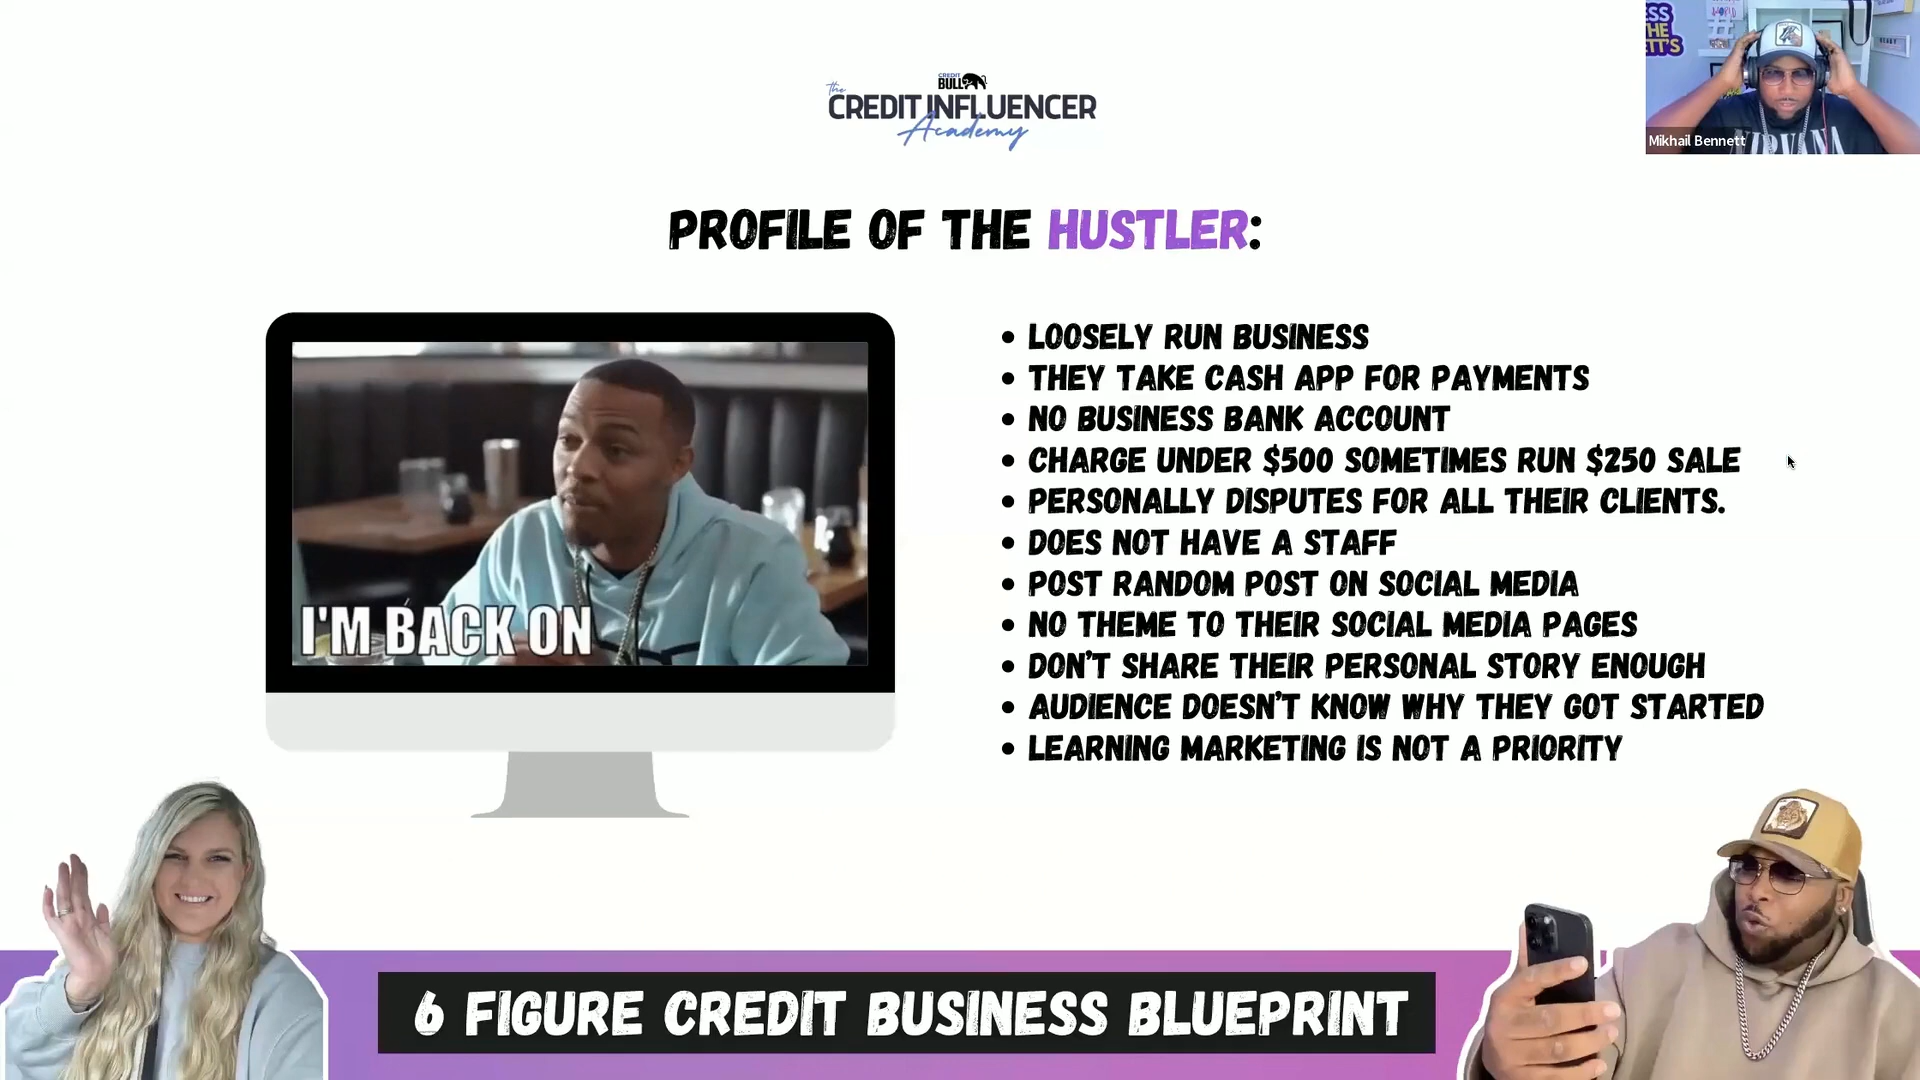 ESS
THE
ETT'S
Mikhail Bennett
NIRVANA
CREDIT
BULL
the
CREDIT INFLUENCER
Academy
PROFILE OF THE HUSTLER:
I'M BACK ON
• LOOSELY RUN BUSINESS
• THEY TAKE CASH APP FOR PAYMENTS
• NO BUSINESS BANK ACCOUNT
• CHARGE UNDER $500 SOMETIMES RUN $250 SALE
• PERSONALLY DISPUTES FOR ALL THEIR CLIENTS.
• DOES NOT HAVE A STAFF
• POST RANDOM POST ON SOCIAL MEDIA
• NO THEME TO THEIR SOCIAL MEDIA PAGES
• DON'T SHARE THEIR PERSONAL STORY ENOUGH
• AUDIENCE DOESN'T KNOW WHY THEY GOT STARTED
• LEARNING MARKETING IS NOT A PRIORITY
6 FIGURE CREDIT BUSINESS BLUEPRINT